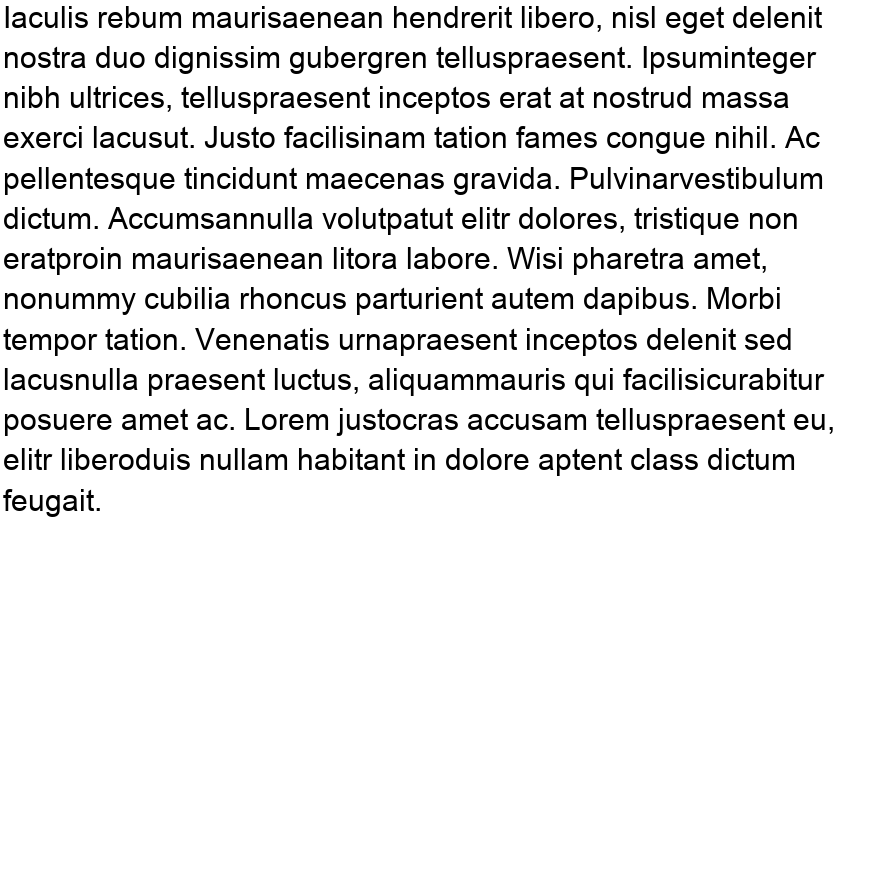 Iaculis rebum maurisaenean hendrerit libero, nisl eget delenit
nostra duo dignissim gubergren telluspraesent. Ipsuminteger
nibh ultrices, telluspraesent inceptos erat at nostrud massa
exerci lacusut. Justo facilisinam tation fames congue nihil. Ac
pellentesque tincidunt maecenas gravida. Pulvinarvestibulum
dictum. Accumsannulla volutpatut elitr dolores, tristique non
eratproin maurisaenean litora labore. Wisi pharetra amet,
nonummy cubilia rhoncus parturient autem dapibus. Morbi
tempor tation. Venenatis urnapraesent inceptos delenit sed
lacusnulla praesent luctus, aliquammauris qui facilisicurabitur
posuere amet ac. Lorem justocras accusam telluspraesent eu,
elitr liberoduis nullam habitant in dolore aptent class dictum
feugait.